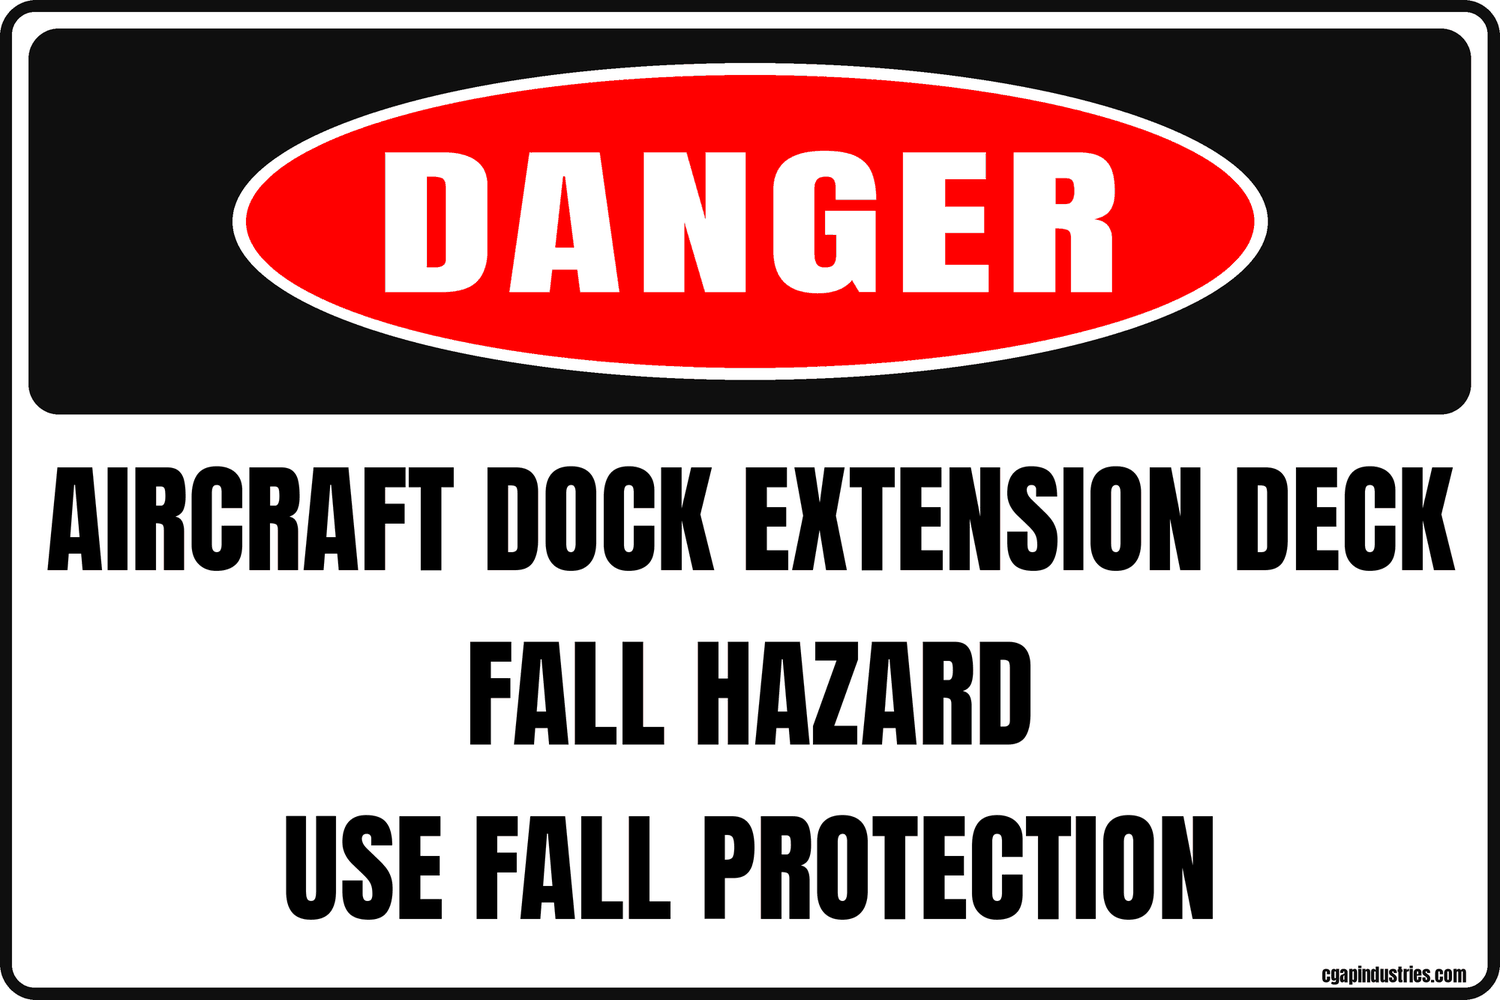 DANGER
AIRCRAFT DOCK EXTENSION DECK
FALL HAZARD
USE FALL PROTECTION
cgapindustries.com